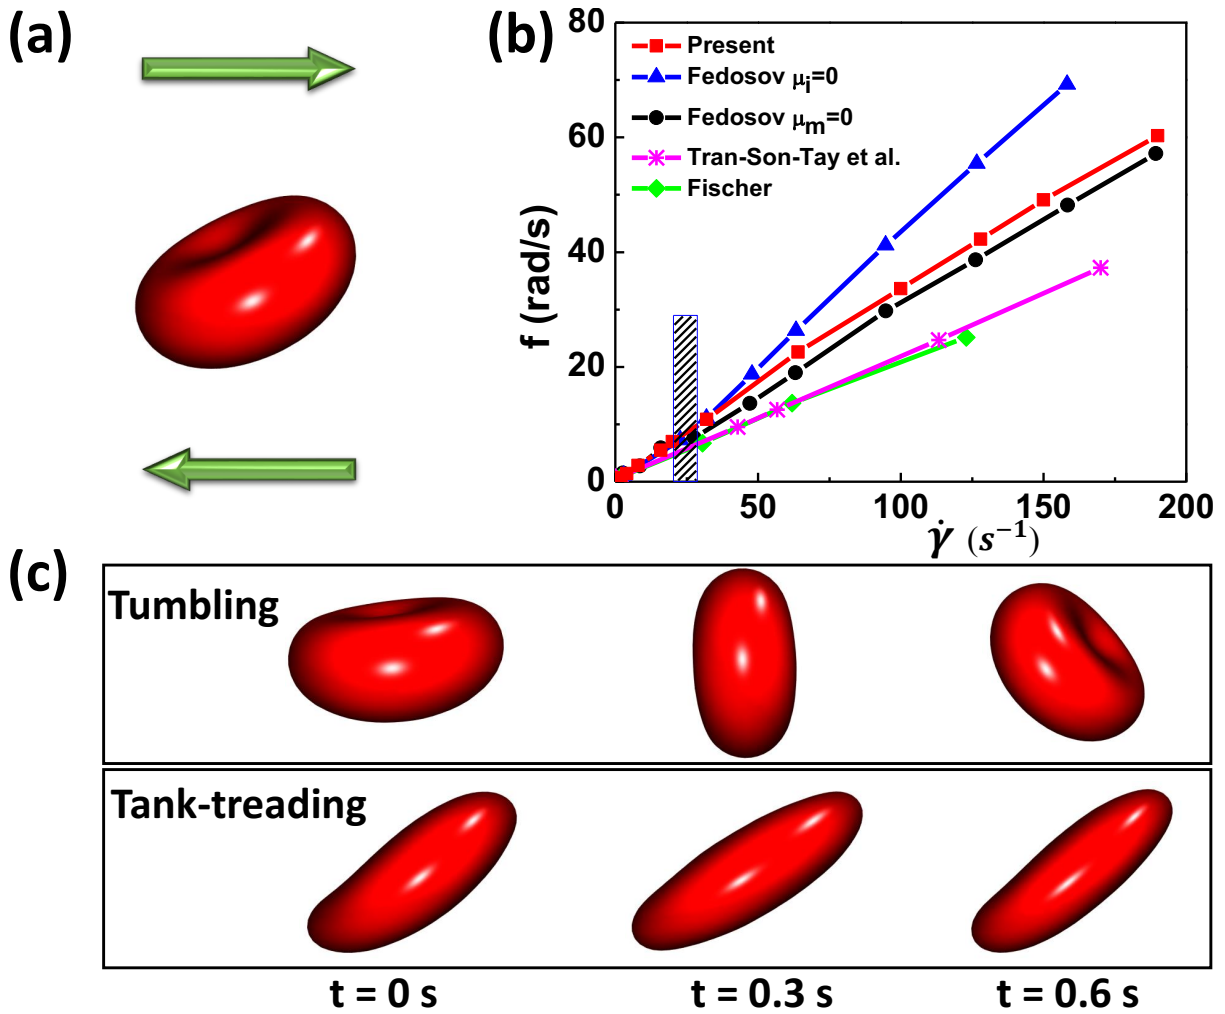 (a)
(b)
80
60
40
20
0
f (rad/s)
Present
Fedosov μi=0
Fedosov μm=0
Tran-Son-Tay et al.
Fischer
0 50 100 150 200
γ̇ (s⁻¹)
(c)
Tumbling
Tank-treading
t = 0 s t = 0.3 s t = 0.6 s